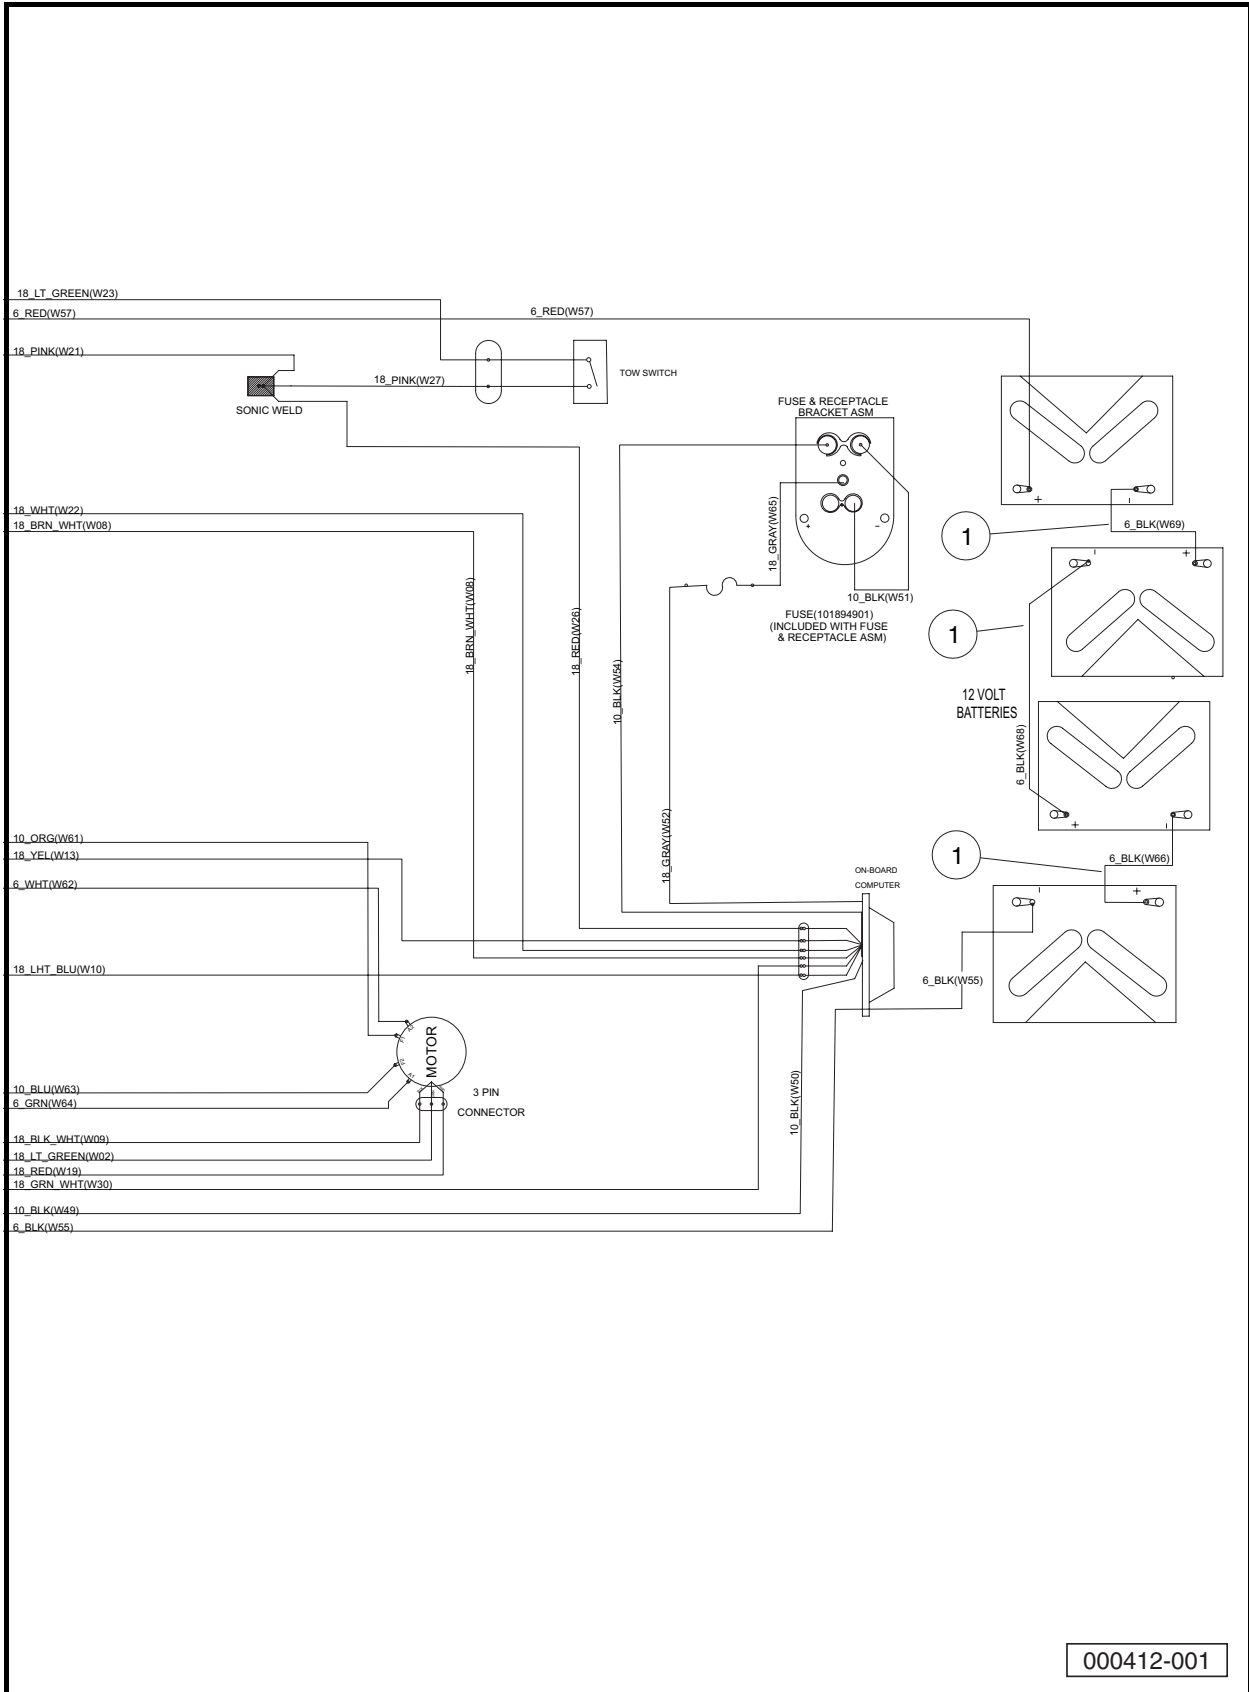 18_LT_GREEN(W23)
6_RED(W57)
6_RED(W57)
18_PINK(W21)
18_PINK(W27)
TOW SWITCH
SONIC WELD
FUSE & RECEPTACLE
BRACKET ASM
+
-
18_WHT(W22)
18_BRN_WHT(W08)
18_GRAY(W65)
+
-
1
6_BLK(W69)
-
+
10_BLK(W51)
FUSE(101894901)
(INCLUDED WITH FUSE
& RECEPTACLE ASM)
1
18_BRN_WHT(W08)
18_RED(W26)
10_BLK(W54)
12 VOLT
BATTERIES
6_BLK(W68)
+
-
10_ORG(W61)
18_YEL(W13)
6_WHT(W62)
18_GRAY(W52)
1
6_BLK(W66)
ON-BOARD
COMPUTER
-
+
18_LHT_BLU(W10)
6_BLK(W55)
A2
F1
MOTOR
F2
A1
10_BLU(W63)
6_GRN(W64)
3 PIN
CONNECTOR
10_BLK(W50)
18_BLK_WHT(W09)
18_LT_GREEN(W02)
18_RED(W19)
18_GRN_WHT(W30)
10_BLK(W49)
6_BLK(W55)
000412-001